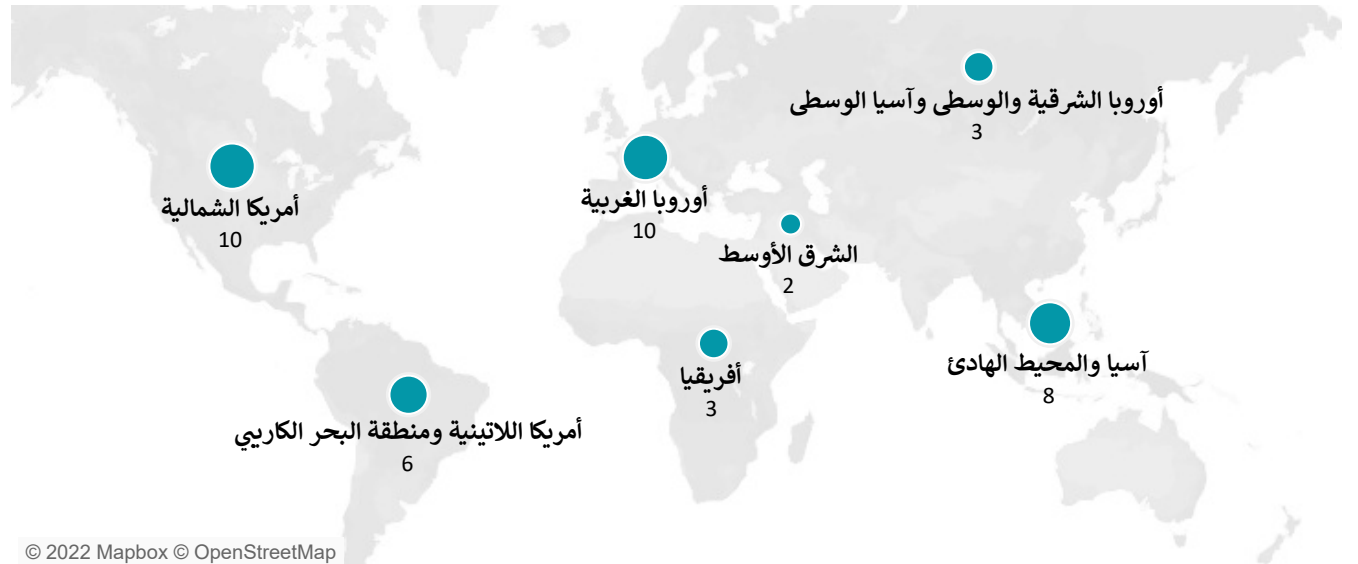 أوروبا الشرقية والوسطى وآسيا الوسطى
3
أمريكا الشمالية
10
أوروبا الغربية
10
الشرق الأوسط
2
آسيا والمحيط الهادئ
8
أفريقيا
3
أمريكا اللاتينية ومنطقة البحر الكاريبي
6
© 2022 Mapbox © OpenStreetMap